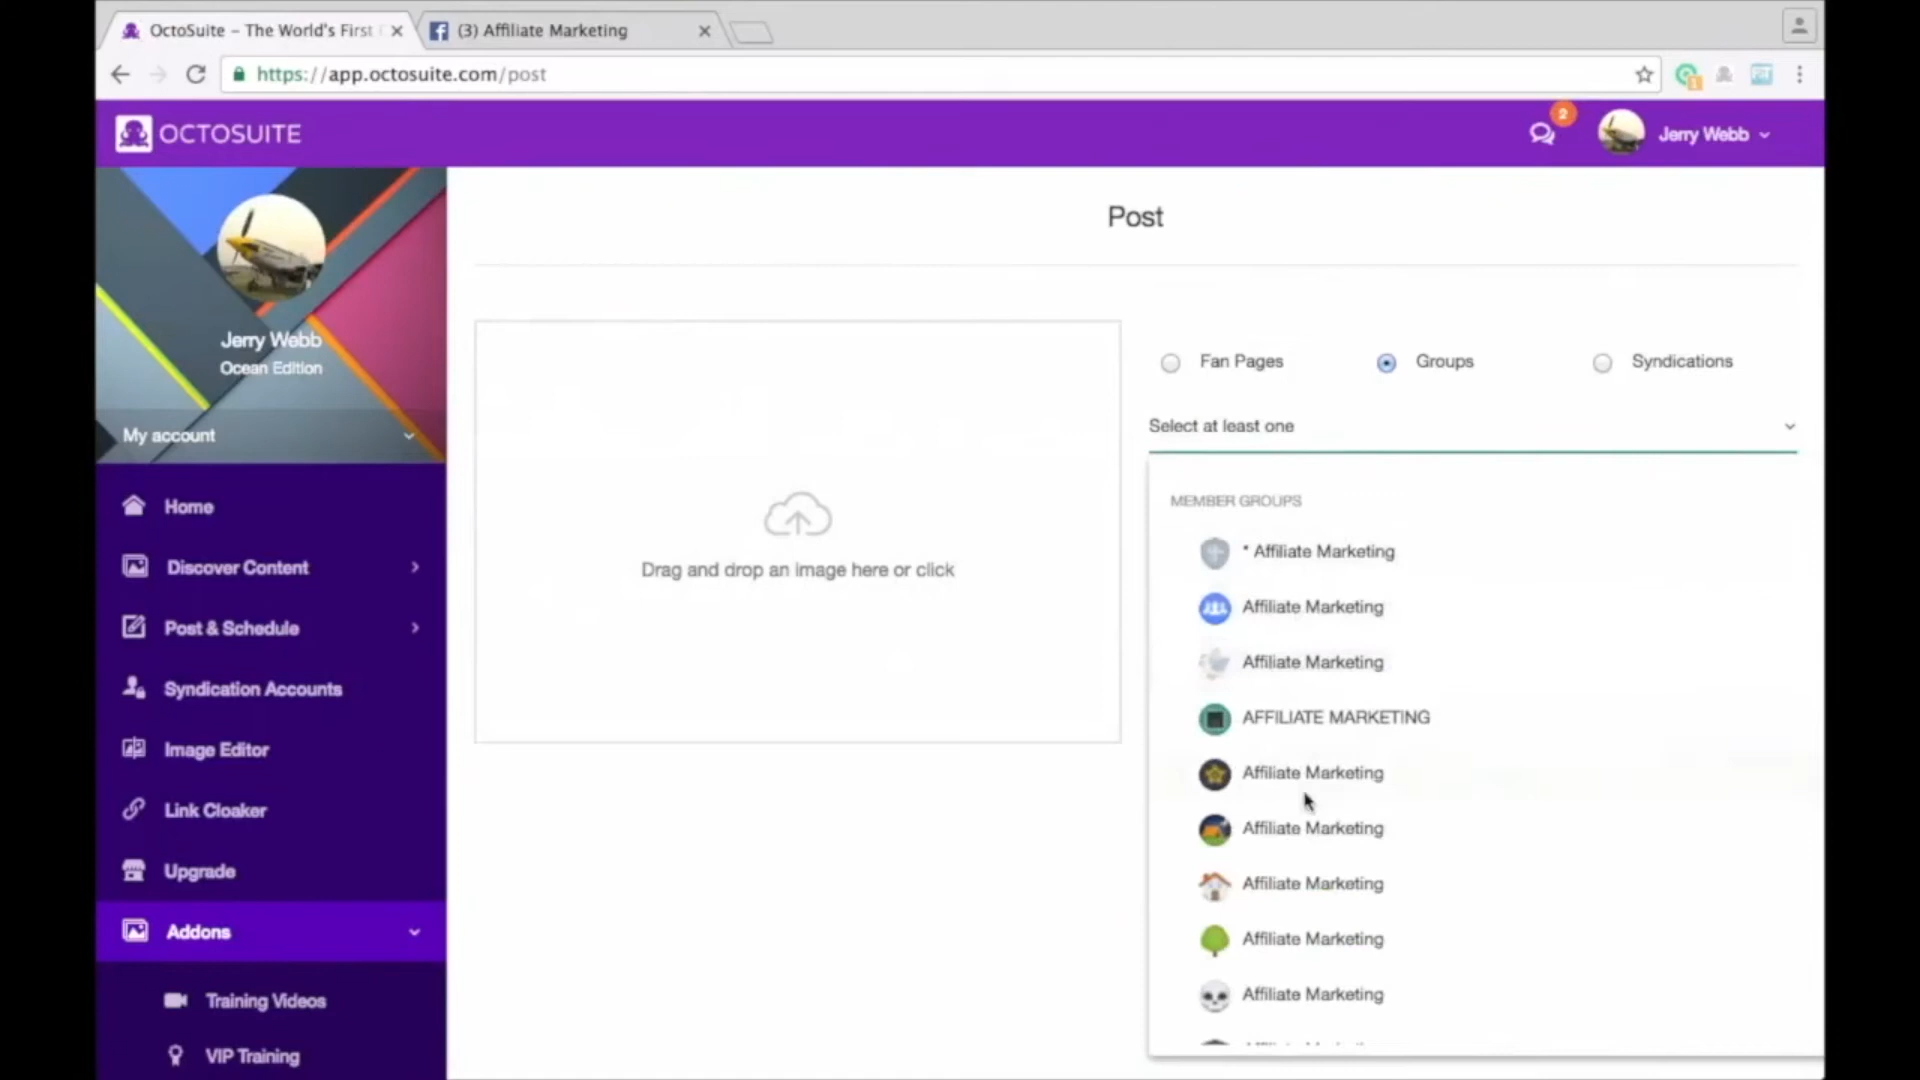 OctoSuite – The World's First
(3) Affiliate Marketing
https://app.octosuite.com/post
OCTOSUITE
2
Jerry Webb
Jerry Webb
Ocean Edition
My account
Home
Discover Content
Post & Schedule
Syndication Accounts
Image Editor
Link Cloaker
Upgrade
Addons
Training Videos
VIP Training
Post
Drag and drop an image here or click
Fan Pages
Groups
Syndications
Select at least one
MEMBER GROUPS
* Affiliate Marketing
Affiliate Marketing
Affiliate Marketing
AFFILIATE MARKETING
Affiliate Marketing
Affiliate Marketing
Affiliate Marketing
Affiliate Marketing
Affiliate Marketing